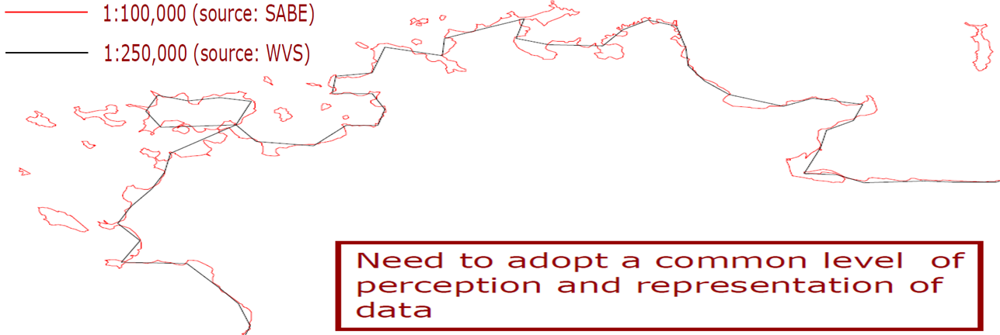 1:100,000 (source: SABE)
1:250,000 (source: WVS)
Need to adopt a common level of
perception and representation of
data